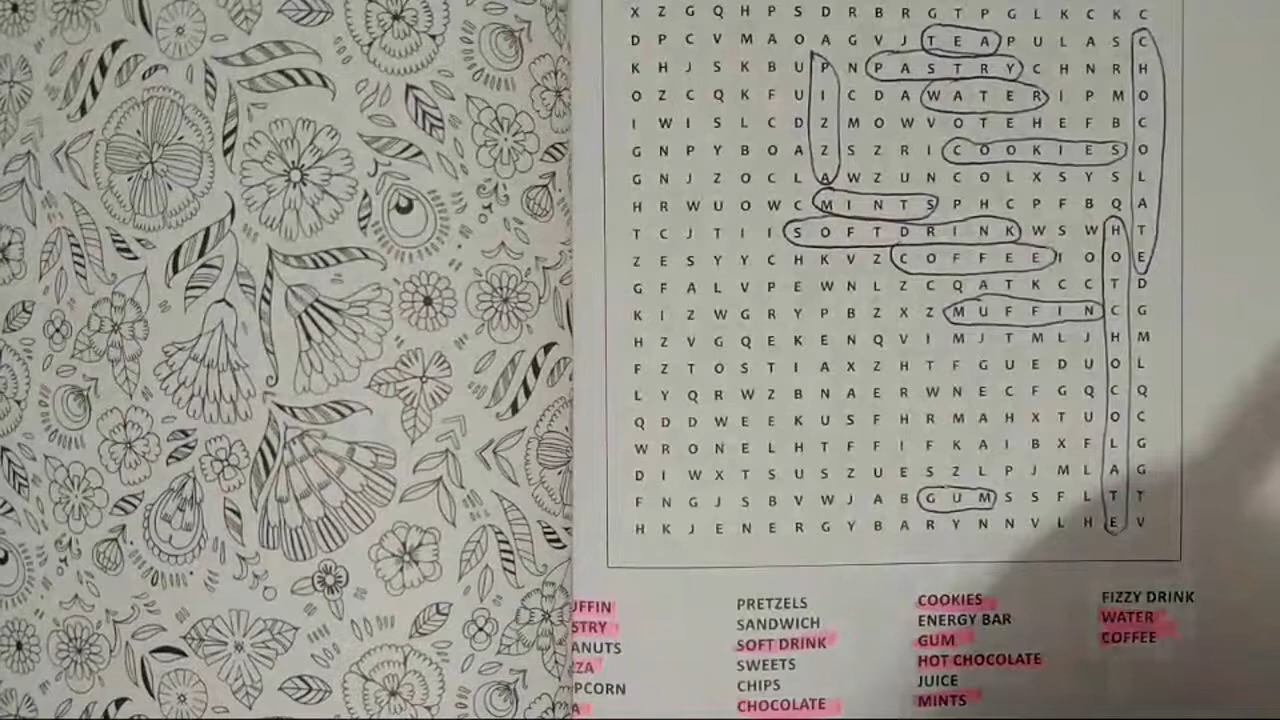 X Z G Q H P S D R B R G T P G L K C K C
D P C V M A O A G V J T E A P U L A S C
K H J S K B U P N P A S T R Y C H N R H
O Z C Q K F U I C D A W A T E R I P M O
I W I S L C D Z M O W V O T E H E F B C
G N P Y B O A Z S Z R I C O O K I E S O
G N J Z O C L A W Z U N C O L X S Y S L
H R W U O W C M I N T S P H C P F B Q A
T C J T I I S O F T D R I N K W S W H T
Z E S Y Y C H K V Z C O F F E E I O O E
G F A L V P E W N L Z C Q A T K C C T D
K I Z W G R Y P B Z X Z M U F F I N C G
H Z V G Q E K E N Q V I M J T M L J H M
F Z T O S T I A X Z H T F G U E D U O L
L Y Q R W Z B N A E R W N E C F G Q C Q
Q D D W E E K U S F H R M A H X T U O C
W R O N E L H T F F I F K A I B X F L G
D I W X T S U S Z U E S Z L P J M L A G
F N G J S B V W J A B G U M S S F L T T
H K J E N E R G Y B A R Y N N V L H E V
UFFIN PRETZELS COOKIES FIZZY DRINK
STRY SANDWICH ENERGY BAR WATER
ANUTS SOFT DRINK GUM COFFEE
ZA SWEETS HOT CHOCOLATE
PCORN CHIPS JUICE
A CHOCOLATE MINTS